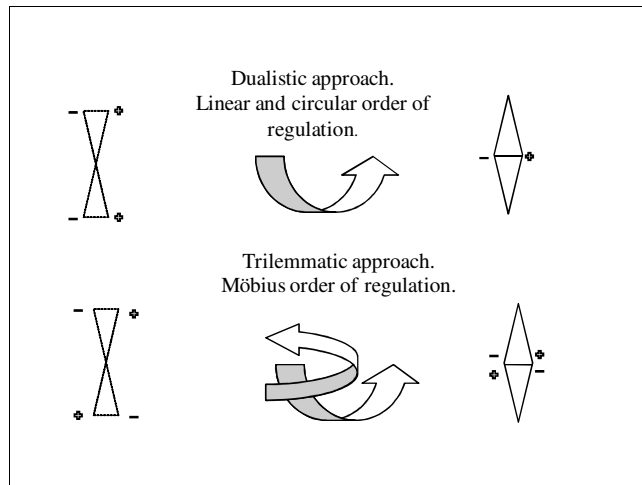 Dualistic approach.
Linear and circular order of
regulation.
− +
− +
− +
Trilemmatic approach.
Möbius order of regulation.
− +
+ −
− +
+ −